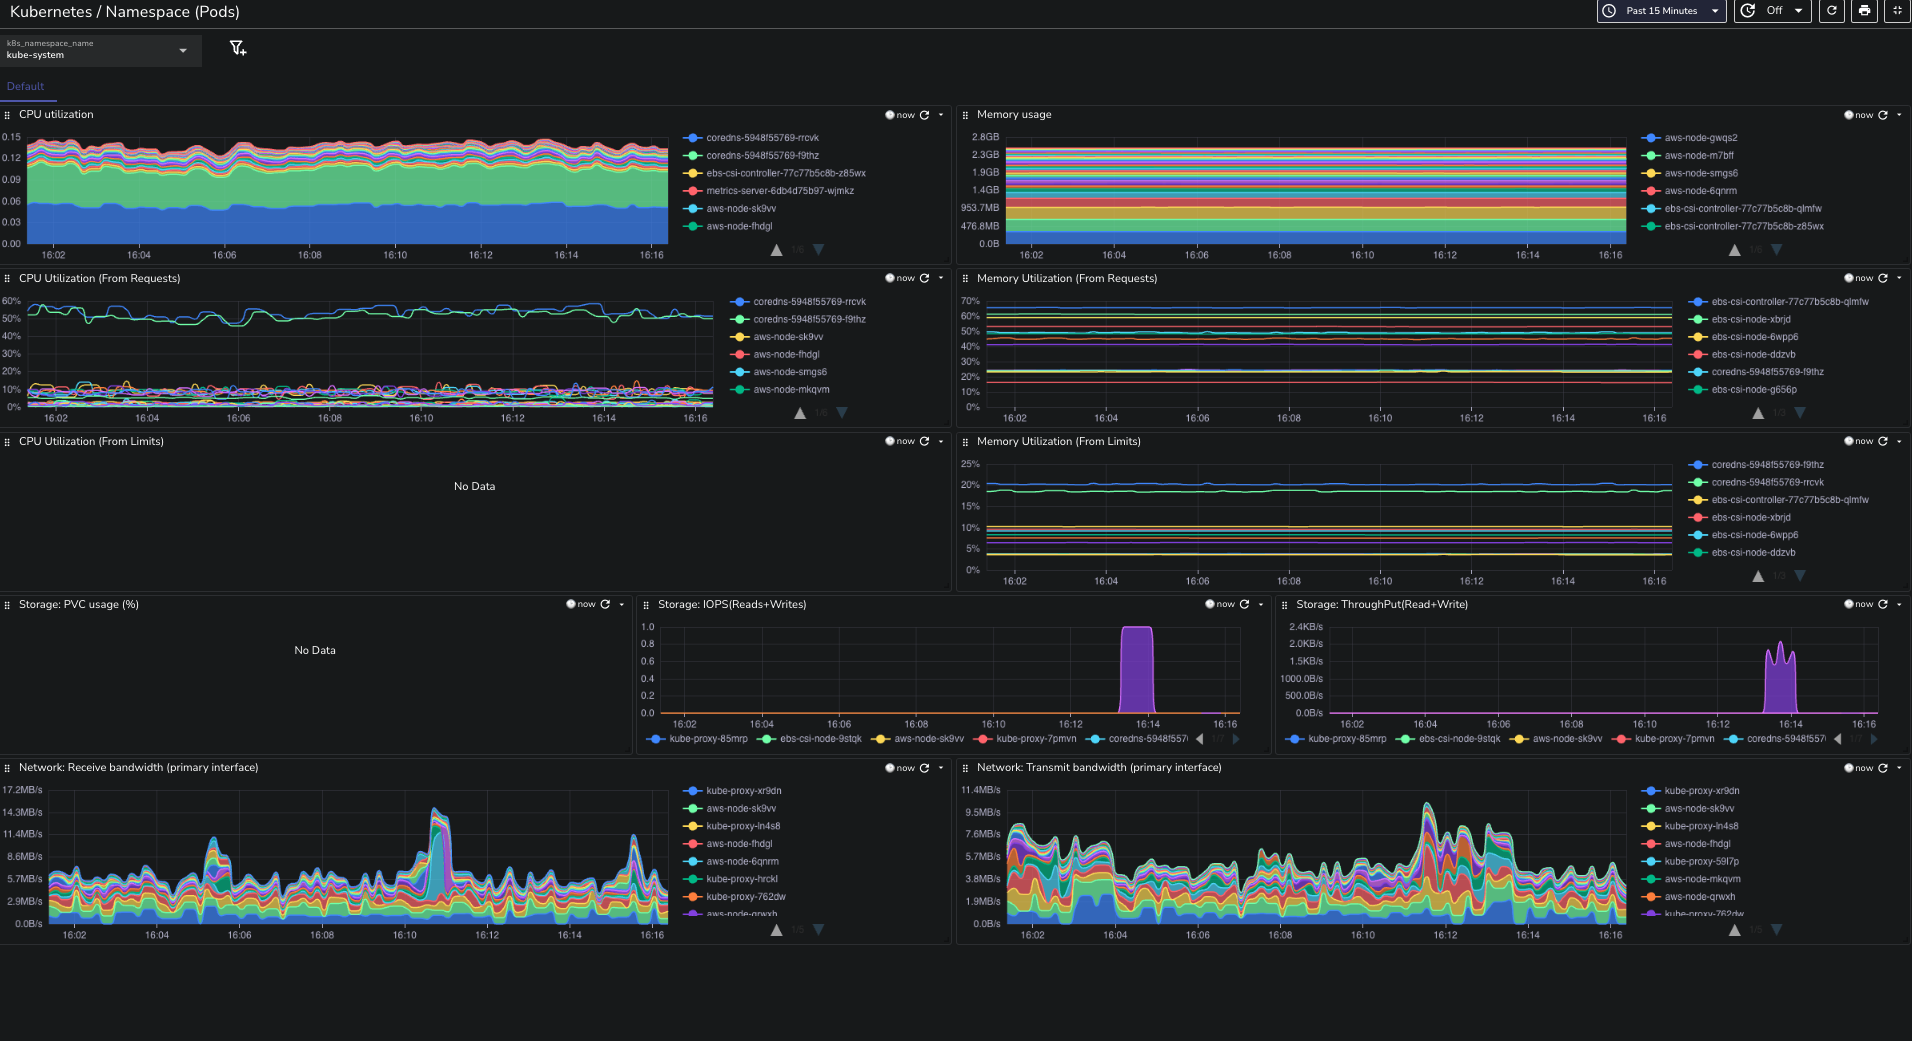 Kubernetes / Namespace (Pods)
Past 15 Minutes
Off
k8s_namespace_name
kube-system
Default
CPU utilization
now
0.15
0.12
0.09
0.06
0.03
0.00
16:02 16:04 16:06 16:08 16:10 16:12 16:14 16:16
coredns-5948f55769-rrcvk
coredns-5948f55769-f9thz
ebs-csi-controller-77c77b5c8b-z85wx
metrics-server-6db4d75b97-wjmkz
aws-node-sk9vv
aws-node-fhdgl
1/6
Memory usage
now
2.8GB
2.3GB
1.9GB
1.4GB
953.7MB
476.8MB
0.0B
16:02 16:04 16:06 16:08 16:10 16:12 16:14 16:16
aws-node-gwqs2
aws-node-m7bff
aws-node-smgs6
aws-node-6qnrm
ebs-csi-controller-77c77b5c8b-qlmfw
ebs-csi-controller-77c77b5c8b-z85wx
1/6
CPU Utilization (From Requests)
now
60%
50%
40%
30%
20%
10%
0%
16:02 16:04 16:06 16:08 16:10 16:12 16:14 16:16
coredns-5948f55769-rrcvk
coredns-5948f55769-f9thz
aws-node-sk9vv
aws-node-fhdgl
aws-node-smgs6
aws-node-mkqvm
1/6
Memory Utilization (From Requests)
now
70%
60%
50%
40%
30%
20%
10%
0%
16:02 16:04 16:06 16:08 16:10 16:12 16:14 16:16
ebs-csi-controller-77c77b5c8b-qlmfw
ebs-csi-node-xbrjd
ebs-csi-node-6wpp6
ebs-csi-node-ddzvb
coredns-5948f55769-f9thz
ebs-csi-node-g656p
1/3
CPU Utilization (From Limits)
now
No Data
Memory Utilization (From Limits)
now
25%
20%
15%
10%
5%
0%
16:02 16:04 16:06 16:08 16:10 16:12 16:14 16:16
coredns-5948f55769-f9thz
coredns-5948f55769-rrcvk
ebs-csi-controller-77c77b5c8b-qlmfw
ebs-csi-node-xbrjd
ebs-csi-node-6wpp6
ebs-csi-node-ddzvb
1/3
Storage: PVC usage (%)
now
No Data
Storage: IOPS(Reads+Writes)
now
1.0
0.8
0.6
0.4
0.2
0.0
16:02 16:04 16:06 16:08 16:10 16:12 16:14 16:16
kube-proxy-85mrp ebs-csi-node-9stqk aws-node-sk9vv kube-proxy-7pmvn coredns-5948f557 1/7
Storage: ThroughPut(Read+Write)
now
2.4KB/s
2.0KB/s
1.5KB/s
1000.0B/s
500.0B/s
0.0B/s
16:02 16:04 16:06 16:08 16:10 16:12 16:14 16:16
kube-proxy-85mrp ebs-csi-node-9stqk aws-node-sk9vv kube-proxy-7pmvn coredns-5948f557 1/7
Network: Receive bandwidth (primary interface)
now
17.2MB/s
14.3MB/s
11.4MB/s
8.6MB/s
5.7MB/s
2.9MB/s
0.0B/s
16:02 16:04 16:06 16:08 16:10 16:12 16:14 16:16
kube-proxy-xr9dn
aws-node-sk9vv
kube-proxy-ln4s8
aws-node-fhdgl
aws-node-6qnrm
kube-proxy-hrckl
kube-proxy-762dw
aws-node-qrwxh
1/5
Network: Transmit bandwidth (primary interface)
now
11.4MB/s
9.5MB/s
7.6MB/s
5.7MB/s
3.8MB/s
1.9MB/s
0.0B/s
16:02 16:04 16:06 16:08 16:10 16:12 16:14 16:16
kube-proxy-xr9dn
aws-node-sk9vv
kube-proxy-ln4s8
aws-node-fhdgl
kube-proxy-59l7p
aws-node-mkqvm
aws-node-qrwxh
kube-proxy-762dw
1/5